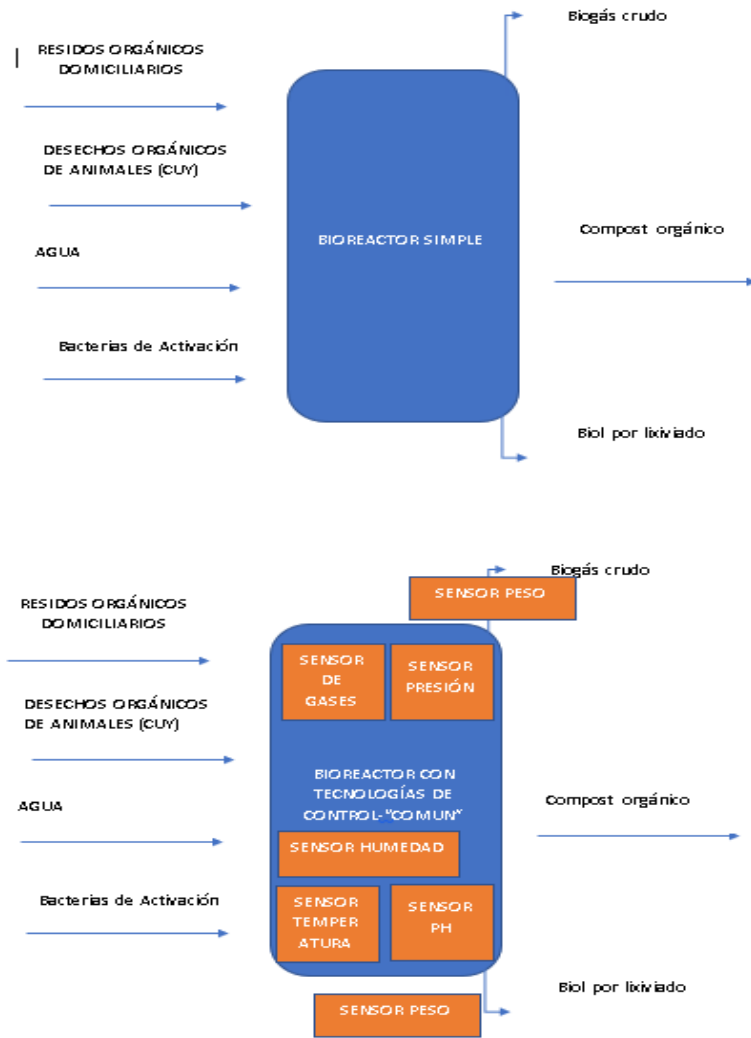 Biogás crudo
RESIDOS ORGÁNICOS
DOMICILIARIOS
DESECHOS ORGÁNICOS
DE ANIMALES (CUY)
BIOREACTOR SIMPLE
Compost orgánico
AGUA
Bacterias de Activación
Biol por lixiviado
Biogás crudo
SENSOR PESO
RESIDOS ORGÁNICOS
DOMICILIARIOS
SENSOR
DE
GASES
SENSOR
PRESIÓN
DESECHOS ORGÁNICOS
DE ANIMALES (CUY)
BIOREACTOR CON
TECNOLOGÍAS DE
CONTROL-"COMUN"
AGUA
Compost orgánico
SENSOR HUMEDAD
Bacterias de Activación
SENSOR
TEMPER
ATURA
SENSOR
PH
Biol por lixiviado
SENSOR PESO